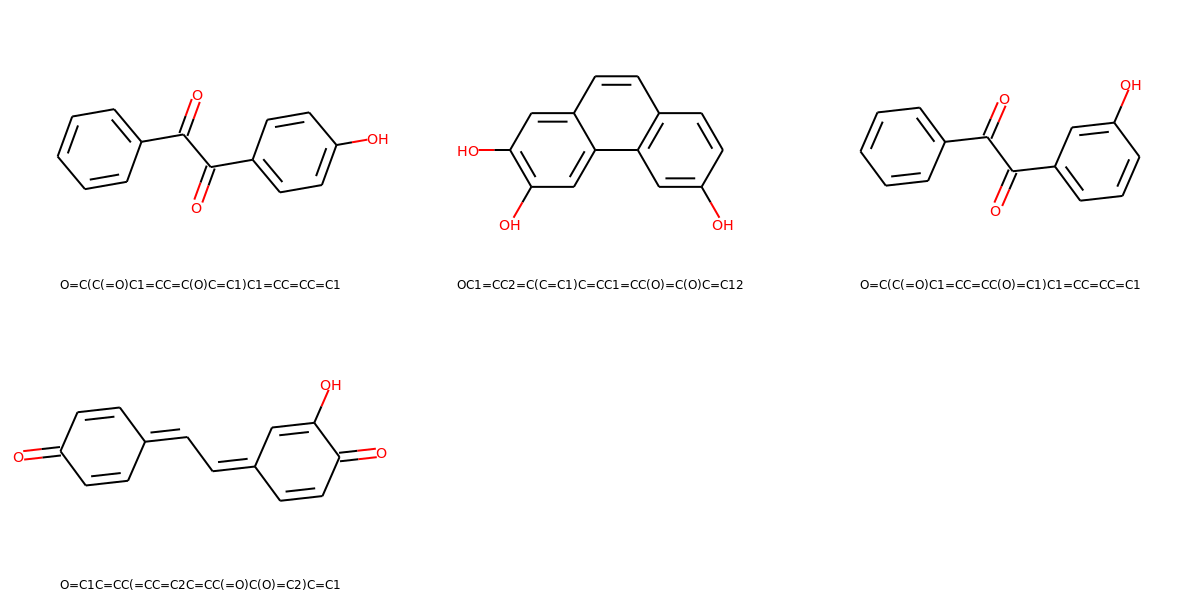 O
OH
O
O=C(C(=O)C1=CC=C(O)C=C1)C1=CC=CC=C1
HO
OH
OH
OC1=CC2=C(C=C1)C=CC1=CC(O)=C(O)C=C12
OH
O
O
O=C(C(=O)C1=CC=CC(O)=C1)C1=CC=CC=C1
OH
O
O
O=C1C=CC(=CC=C2C=CC(=O)C(O)=C2)C=C1